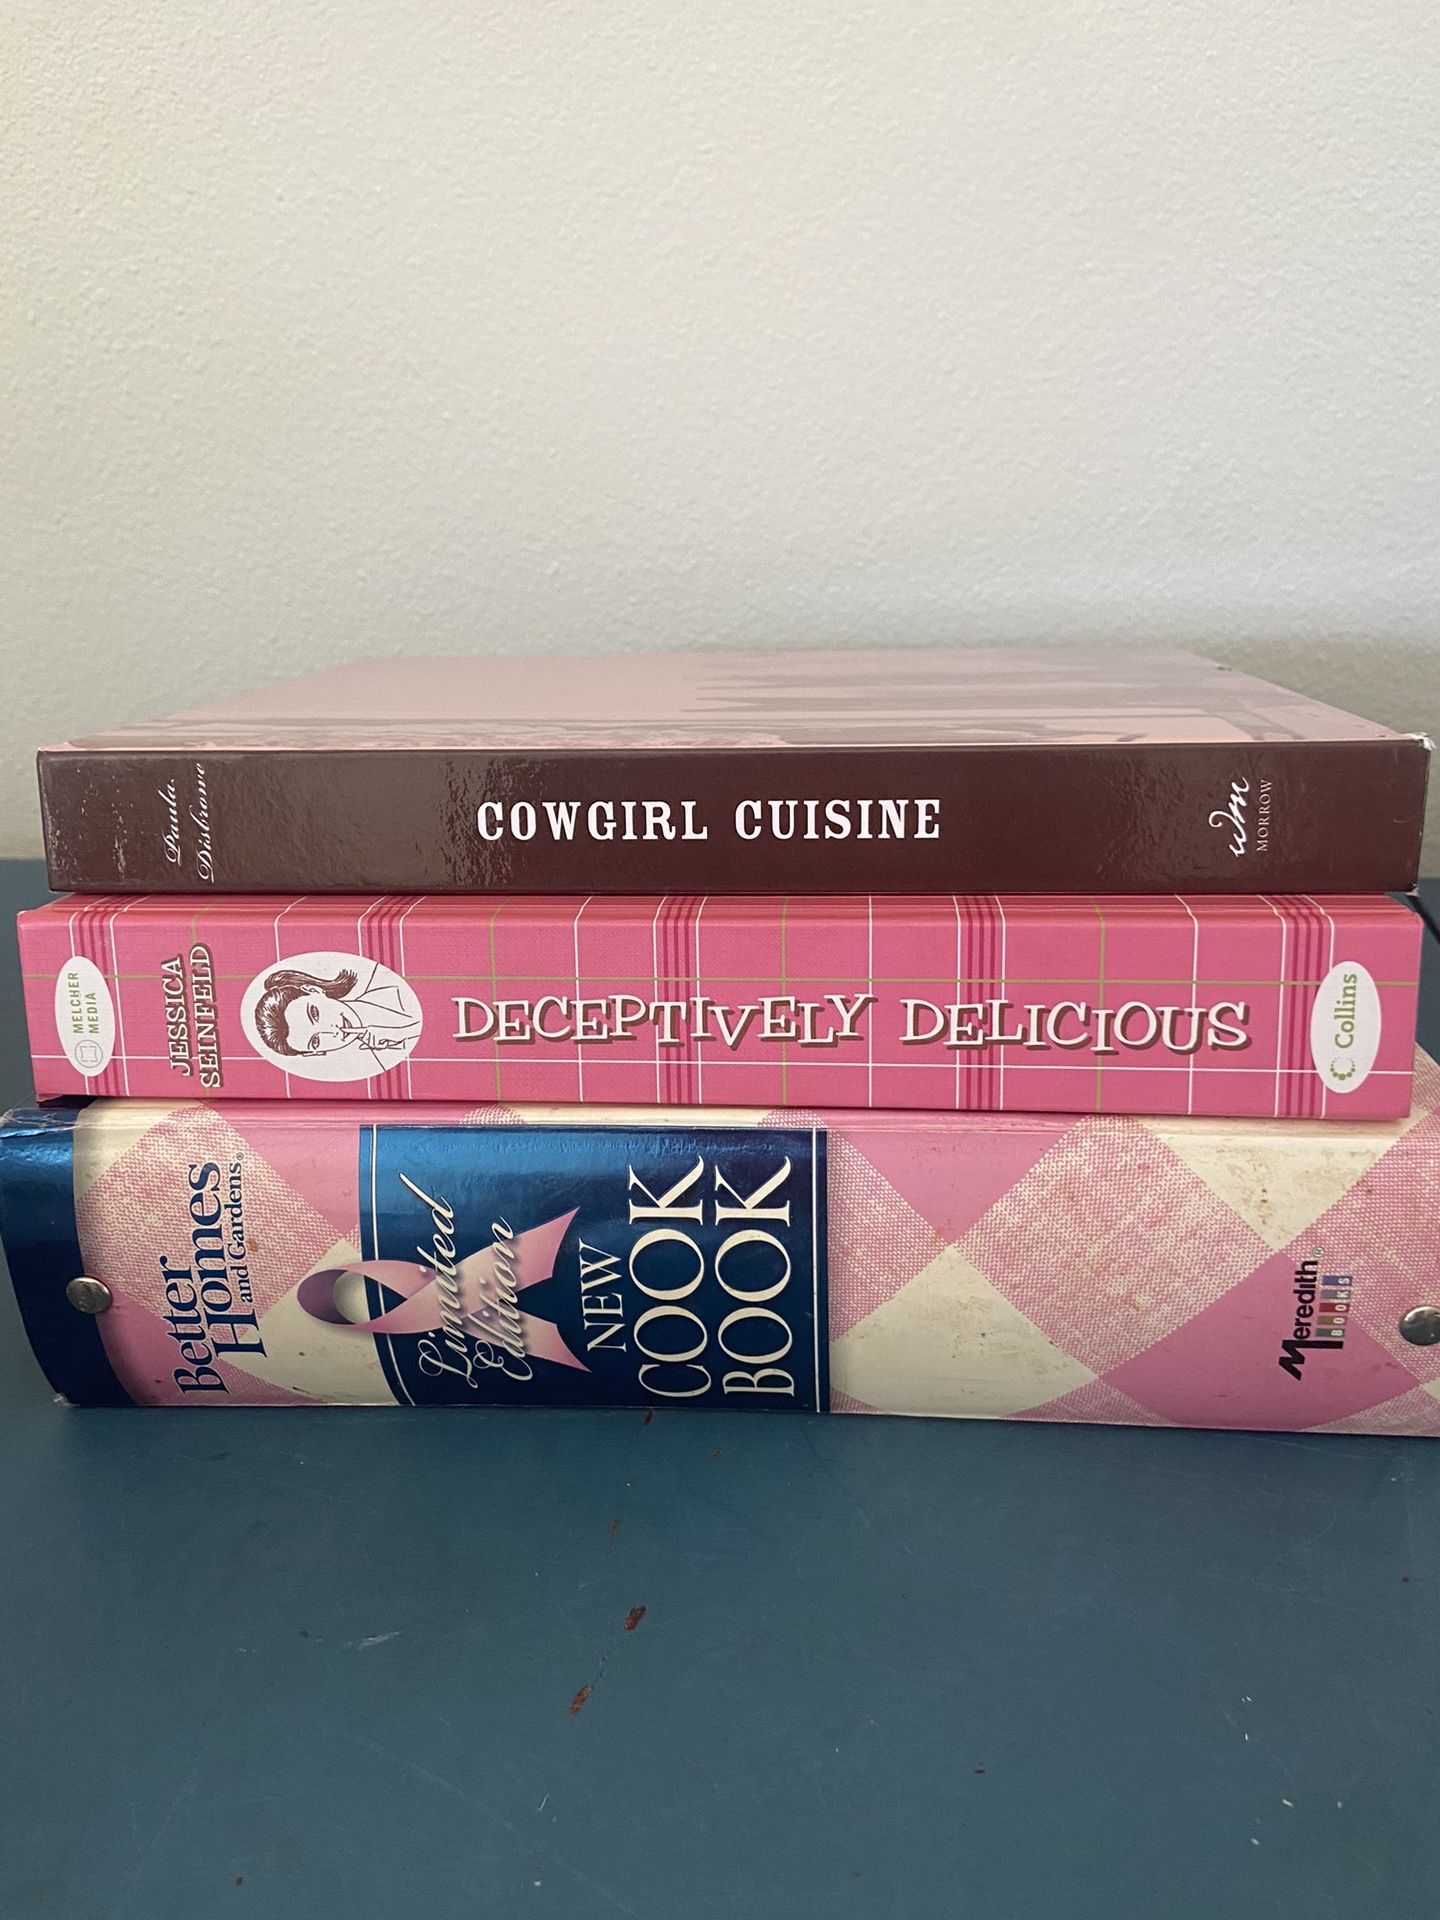 Paula
Disbrowe
COWGIRL CUISINE
wm
MORROW
MELCHER
MEDIA
JESSICA
SEINFELD
DECEPTIVELY DELICIOUS
Collins
Better
Homes
and Gardens®
Limited
Edition
NEW
COOK
BOOK
Meredith®
BOOKS